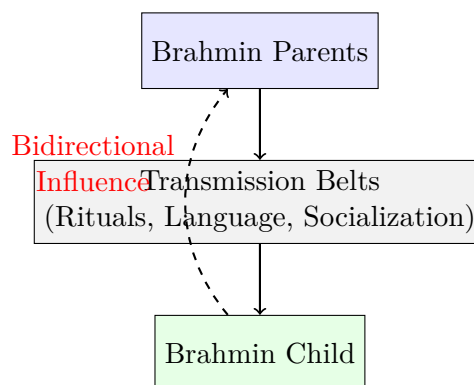 Brahmin Parents
Bidirectional
Influence
Transmission Belts
(Rituals, Language, Socialization)
Brahmin Child